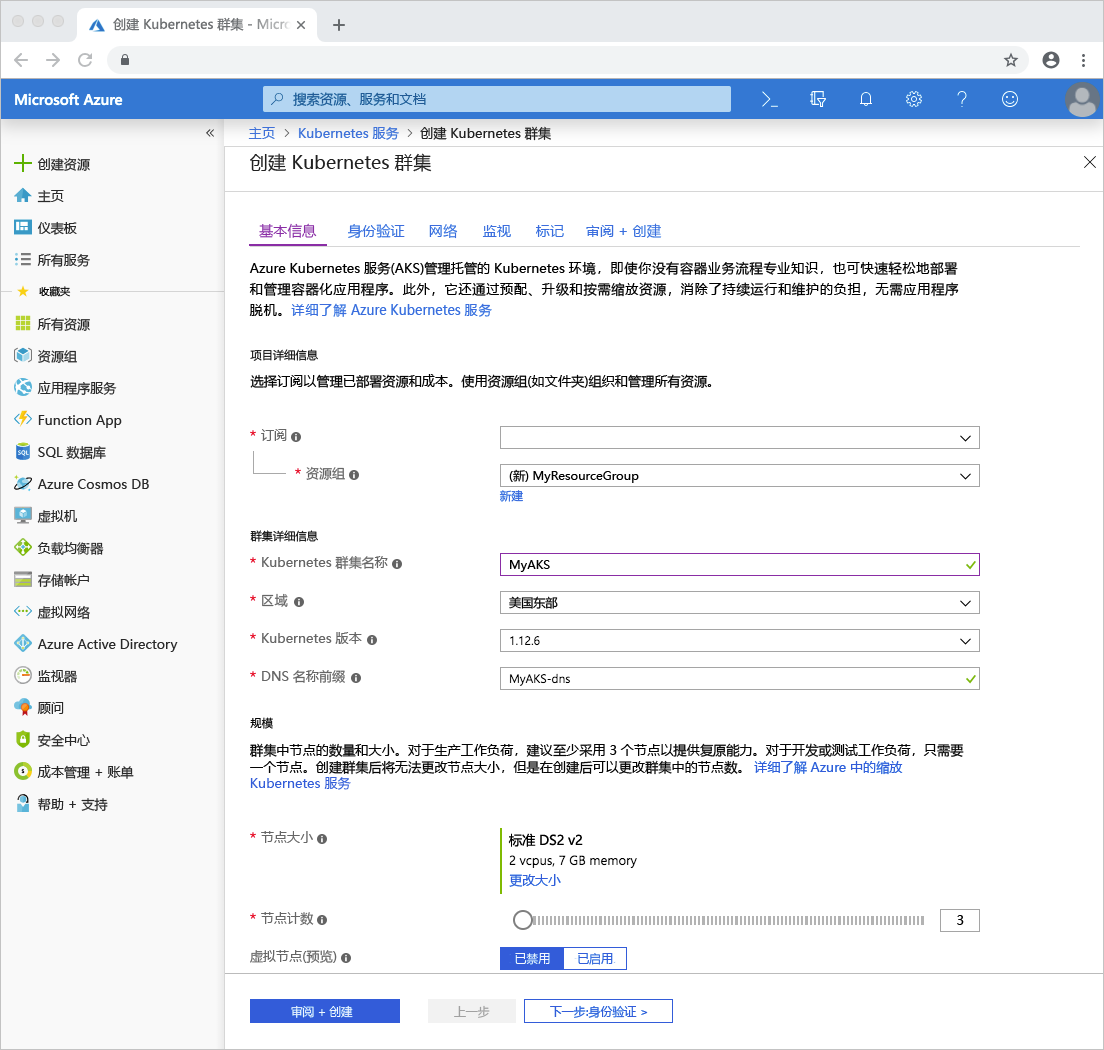 创建 Kubernetes 群集 - Micro
Microsoft Azure
搜索资源、服务和文档
主页 > Kubernetes 服务 > 创建 Kubernetes 群集
创建 Kubernetes 群集
创建资源
主页
仪表板
所有服务
收藏夹
所有资源
资源组
应用程序服务
Function App
SQL 数据库
Azure Cosmos DB
虚拟机
负载均衡器
存储帐户
虚拟网络
Azure Active Directory
监视器
顾问
安全中心
成本管理 + 账单
帮助 + 支持
基本信息 身份验证 网络 监视 标记 审阅 + 创建
Azure Kubernetes 服务(AKS)管理托管的 Kubernetes 环境，即使你没有容器业务流程专业知识，也可快速轻松地部署
和管理容器化应用程序。此外，它还通过预配、升级和按需缩放资源，消除了持续运行和维护的负担，无需应用程序
脱机。详细了解 Azure Kubernetes 服务
项目详细信息
选择订阅以管理已部署资源和成本。使用资源组(如文件夹)组织和管理所有资源。
* 订阅
* 资源组 (新) MyResourceGroup
新建
群集详细信息
* Kubernetes 群集名称 MyAKS
* 区域 美国东部
* Kubernetes 版本 1.12.6
* DNS 名称前缀 MyAKS-dns
规模
群集中节点的数量和大小。对于生产工作负荷，建议至少采用 3 个节点以提供复原能力。对于开发或测试工作负荷，只需要
一个节点。创建群集后将无法更改节点大小，但是在创建后可以更改群集中的节点数。 详细了解 Azure 中的缩放
Kubernetes 服务
* 节点大小 标准 DS2 v2
2 vcpus, 7 GB memory
更改大小
* 节点计数 3
虚拟节点(预览) 已禁用 已启用
审阅 + 创建 上一步 下一步:身份验证 >